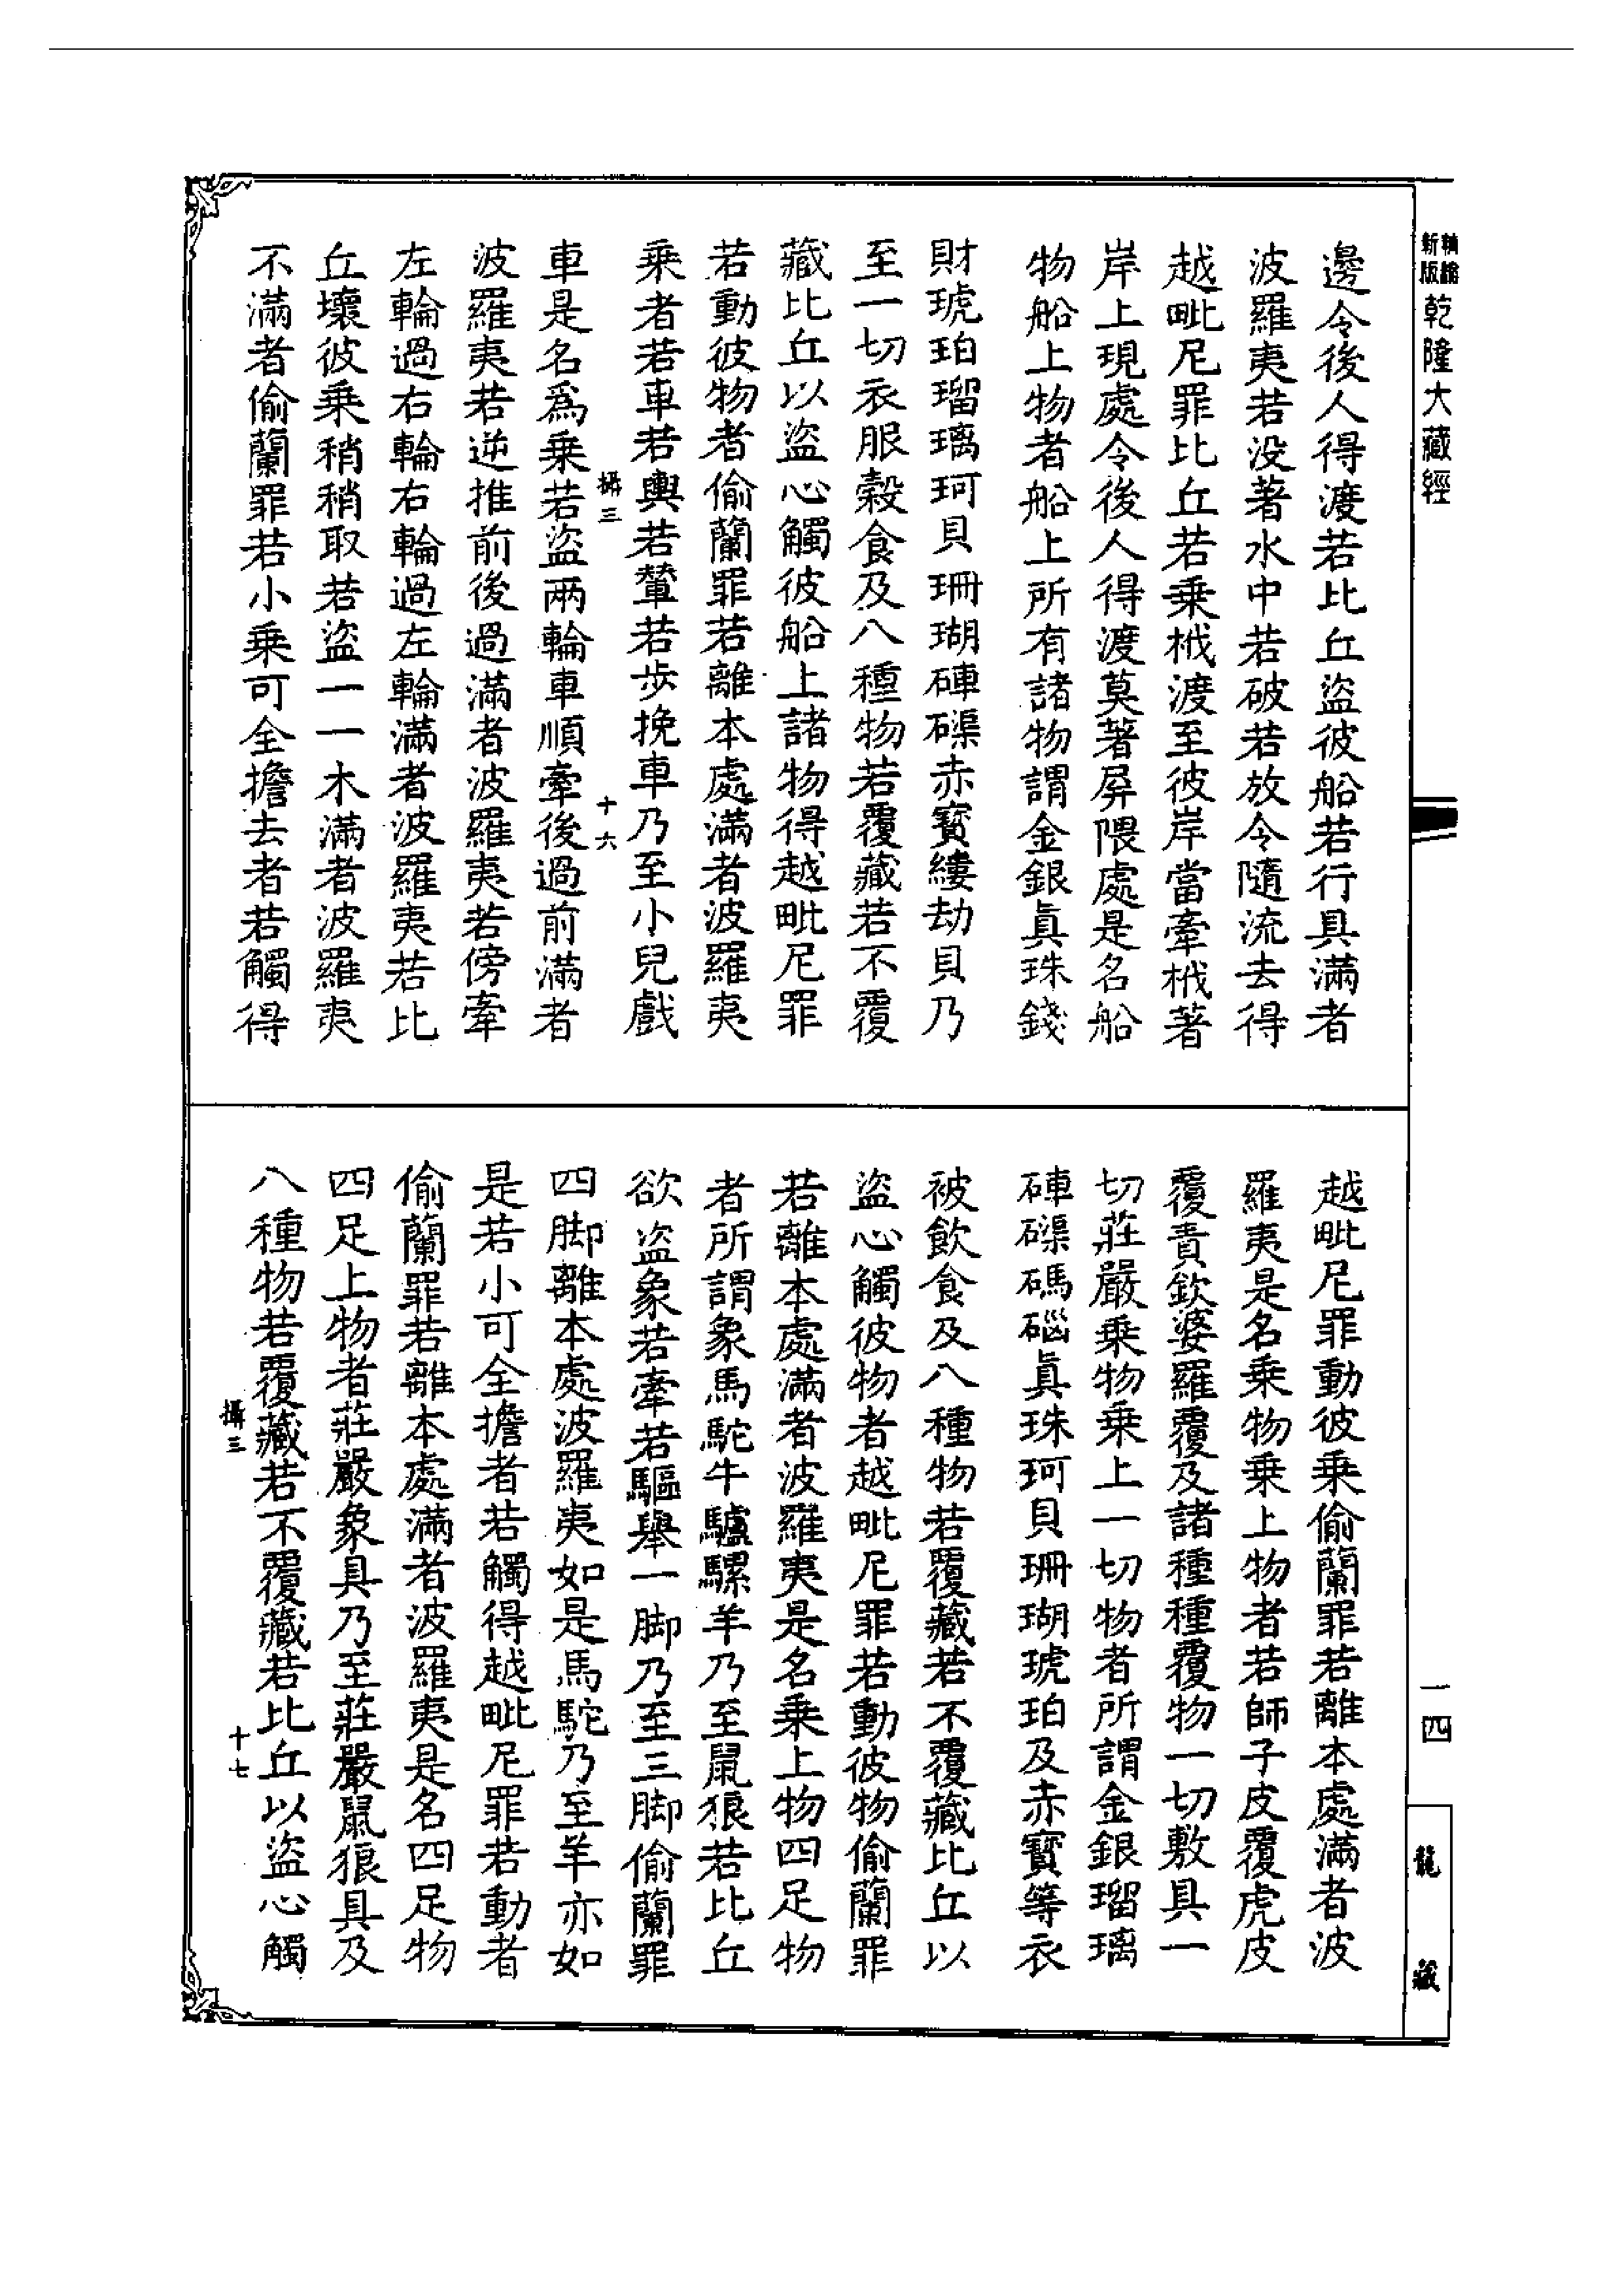 新版
乾隆大藏經
邊令後人得渡若比丘盜彼船若行具滿者
波羅夷若没著水中若破若放令隨流去得
越毗尼罪比丘若乗栰渡至彼岸當牽栰著
岸上現處令後人得渡莫著屏隈處是名船
物船上物者船上所有諸物謂金銀眞珠錢
財琥珀瑠璃珂貝珊瑚硨磲赤寳縷劫貝乃
至一切衣服穀食及八種物若覆藏若不覆
藏比丘以盜心觸彼船上諸物得越毗尼罪
若動彼物者偷蘭罪若離本處滿者波羅夷
乗者若車若輿若輦若歩挽車乃至小兒戲
攝三
十六
車是名爲乗若盜兩輪車順牽後過前滿者
波羅夷若逆推前後過滿者波羅夷若傍牽
左輪過右輪右輪過左輪滿者波羅夷若比
丘壞彼乗稍稍取若盜一一木滿者波羅夷
不滿者偷蘭罪若小乗可全擔去者若觸得
越毗尼罪動彼乗偷蘭罪若離本處滿者波
羅夷是名乗物乗上物者若師子皮覆虎皮
覆責欽婆羅覆及諸種種覆物一切敷具一
切莊嚴乗物乗上一切物者所謂金銀瑠璃
硨磲碼碯眞珠珂貝珊瑚琥珀及赤寳等衣
被飲食及八種物若覆藏若不覆藏比丘以
盜心觸彼物者越毗尼罪若動彼物偷蘭罪
若離本處滿者波羅夷是名乗上物四足物
者所謂象馬駝牛驢騾羊乃至鼠狼若比丘
欲盜象若牽若驅舉一脚乃至三脚偷蘭罪
四脚離本處波羅夷如是馬駝乃至羊亦如
是若小可全擔者若觸得越毗尼罪若動者
偷蘭罪若離本處滿者波羅夷是名四足物
四足上物者莊嚴象具乃至莊嚴鼠狼具及
八種物若覆藏若不覆藏若比丘以盜心觸
攝三
十七
一四
龍藏